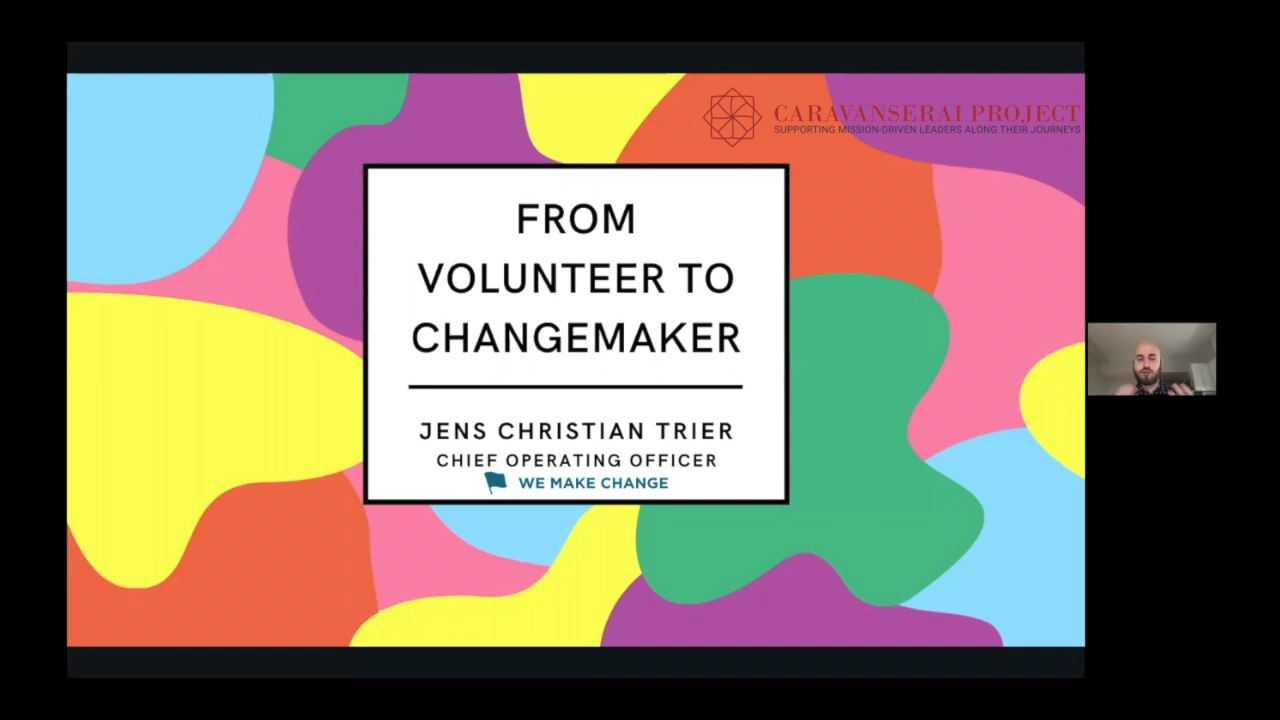 CARAVANSERAI PROJECT
SUPPORTING MISSION-DRIVEN LEADERS ALONG THEIR JOURNEYS
FROM
VOLUNTEER TO
CHANGEMAKER
JENS CHRISTIAN TRIER
CHIEF OPERATING OFFICER
WE MAKE CHANGE